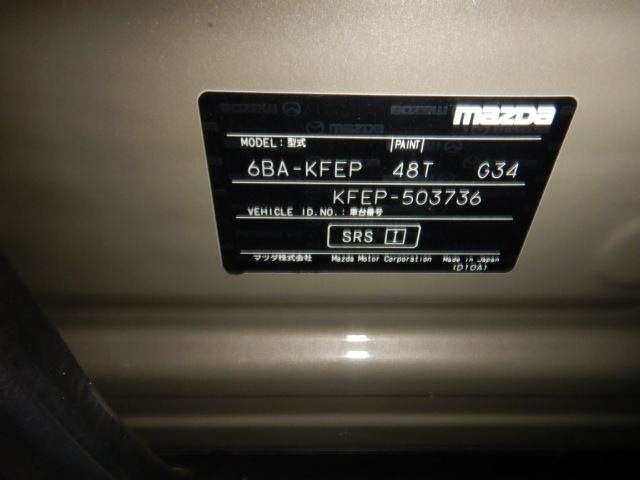 mazda
MODEL: 型式 PAINT
6BA-KFEP 48T G34
KFEP-503736
VEHICLE ID.NO.: 車台番号
SRS I
マツダ株式会社 Mazda Motor Corporation Made in Japan
(D10A)